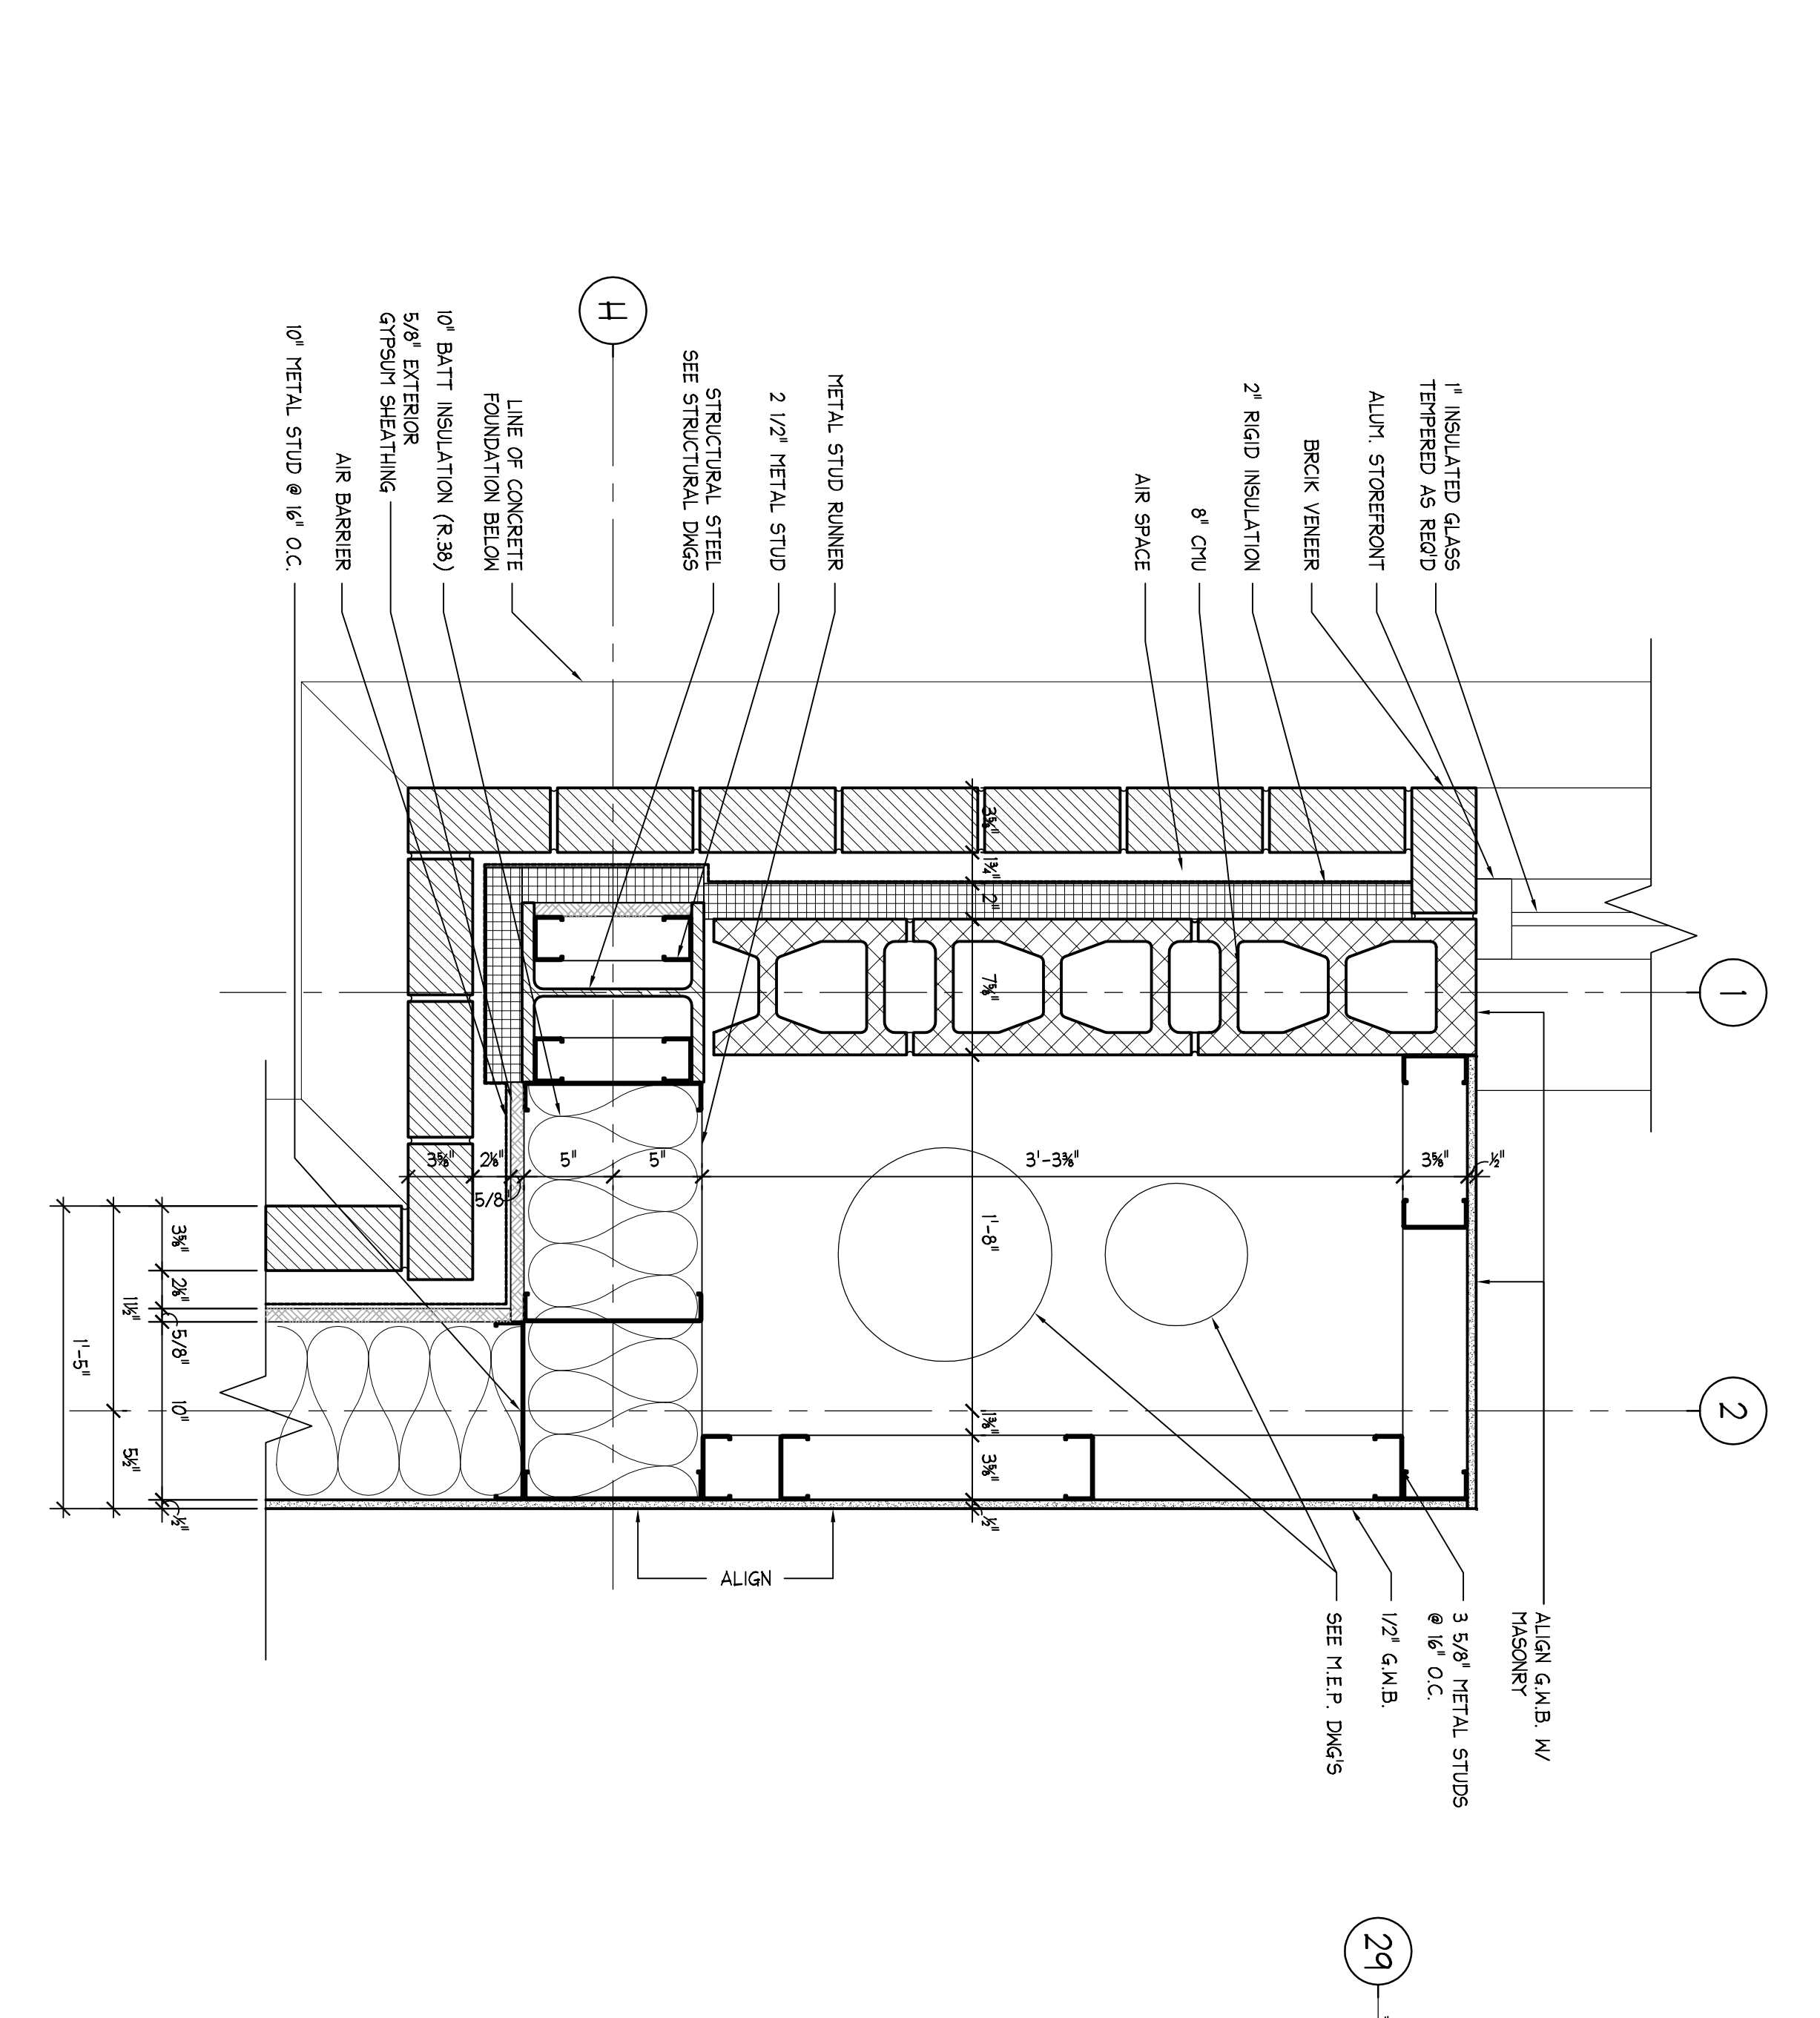 1" INSULATED GLASS
TEMPERED AS REQ'D
ALUM. STOREFRONT
BRCIK VENEER
2" RIGID INSULATION
8" CMU
AIR SPACE
METAL STUD RUNNER
2 1/2" METAL STUD
STRUCTURAL STEEL
SEE STRUCTURAL DWGS
LINE OF CONCRETE
FOUNDATION BELOW
10" BATT INSULATION (R.38)
5/8" EXTERIOR
GYPSUM SHEATHING
AIR BARRIER
10" METAL STUD @ 16" O.C.
H
1
2
29
3⅝"
1¾"
2"
7⅝"
1'-8"
1⅜"
3⅝"
½"
3⅝"
2⅛"
5/8"
5"
5"
3'-3⅜"
3⅝"
½"
3⅝"
2⅛"
5/8"
10"
½"
11½"
5½"
1'-5"
ALIGN
ALIGN G.W.B. W/
MASONRY
3 5/8" METAL STUDS
@ 16" O.C.
1/2" G.W.B.
SEE M.E.P. DWG'S